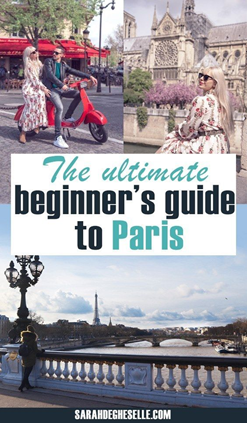 The ultimate
beginner's guide
to Paris
SARAHDEGHESELLE.COM